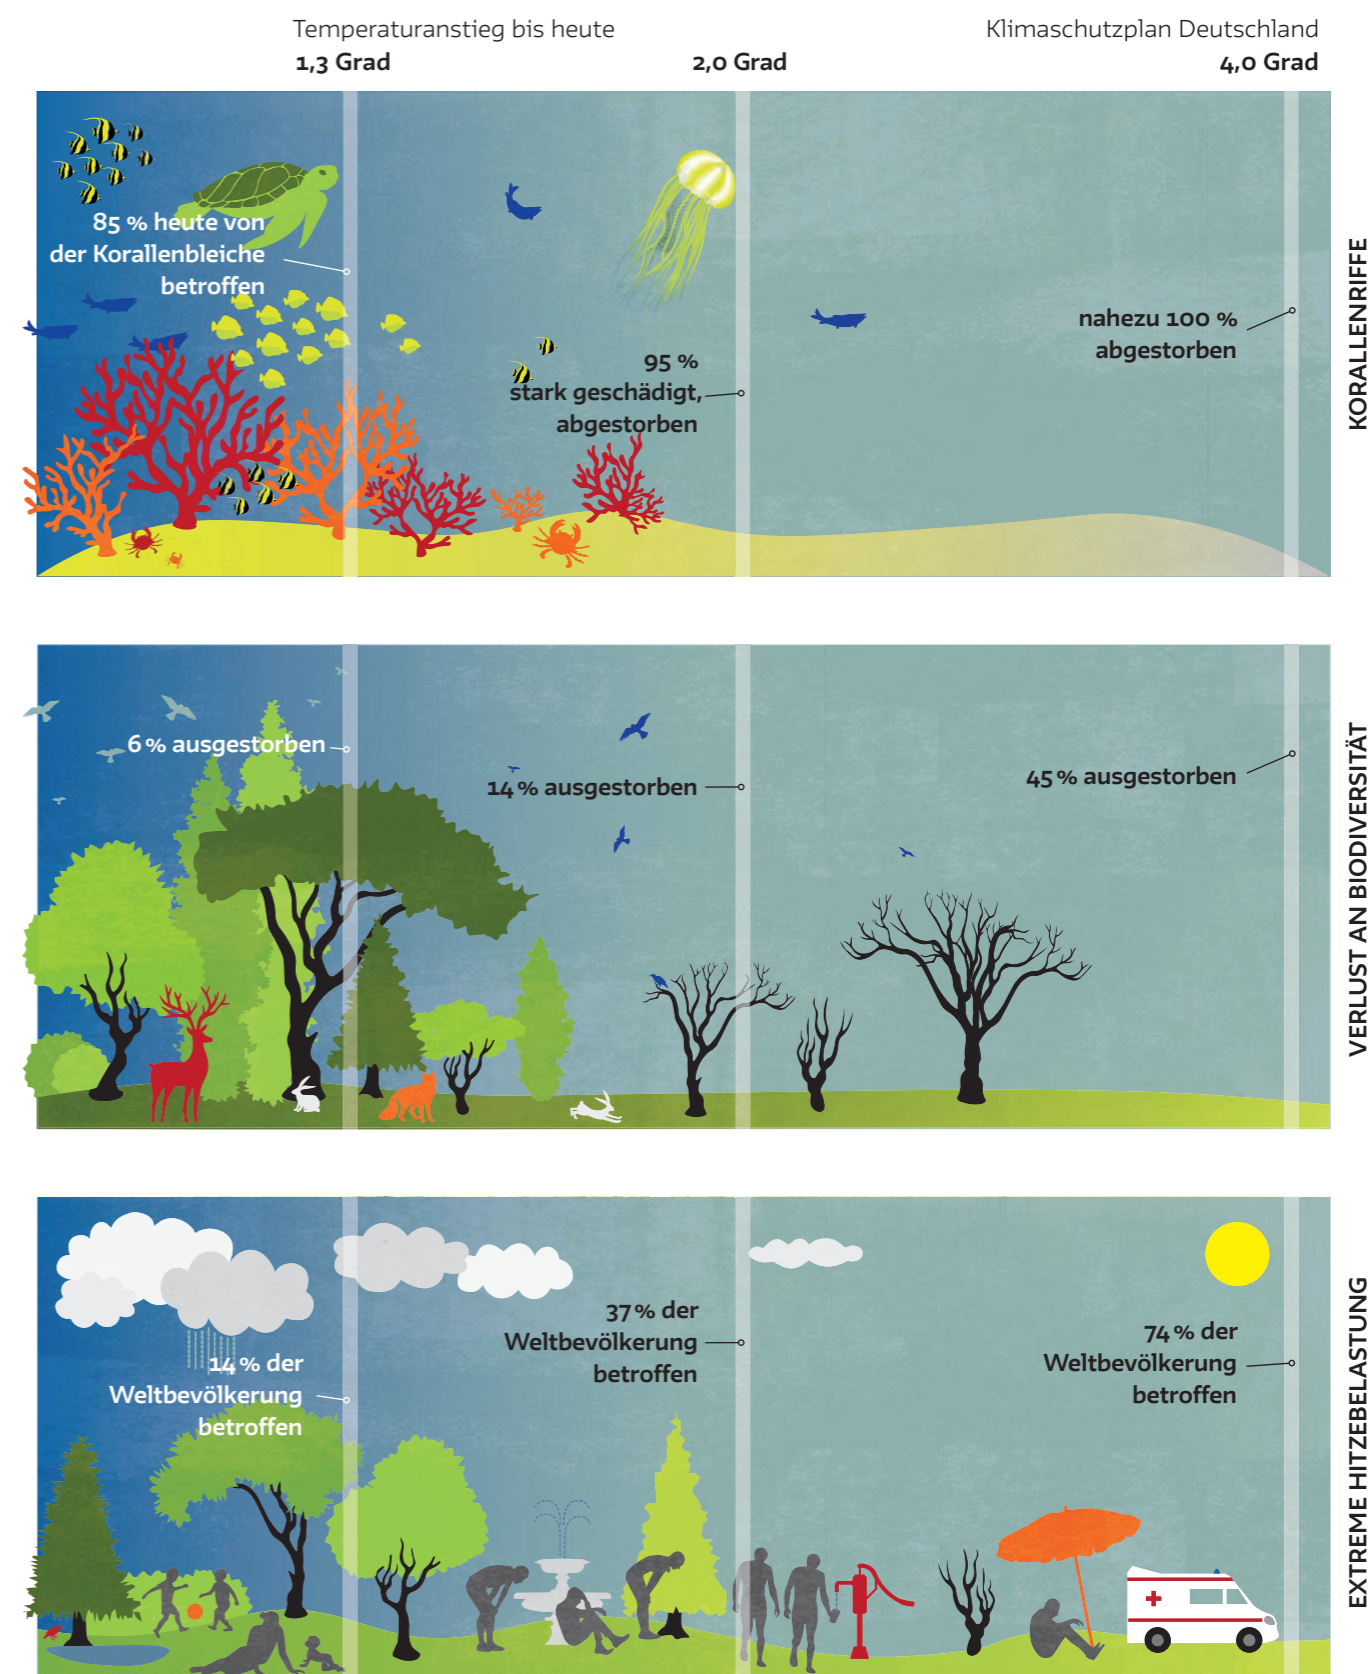 Temperaturanstieg bis heute
1,3 Grad
2,0 Grad
Klimaschutzplan Deutschland
4,0 Grad
85 % heute von
der Korallenbleiche
betroffen
95 %
stark geschädigt,
abgestorben
nahezu 100 %
abgestorben
KORALLENRIFFE
6 % ausgestorben
14 % ausgestorben
45 % ausgestorben
VERLUST AN BIODIVERSITÄT
14 % der
Weltbevölkerung
betroffen
37 % der
Weltbevölkerung
betroffen
74 % der
Weltbevölkerung
betroffen
EXTREME HITZEBELASTUNG